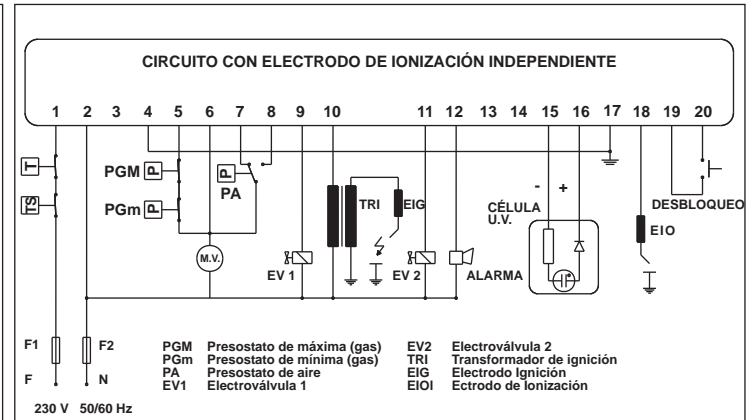 CIRCUITO CON ELECTRODO DE IONIZACIÓN INDEPENDIENTE
1 2 3 4 5 6 7 8 9 10 11 12 13 14 15 16 17 18 19 20
T
TS
PGM P
PGm P
P
PA
M.V.
EV 1
TRI
EIG
EV 2
ALARMA
- +
CÉLULA
U.V.
EIO
DESBLOQUEO
F1 F2
F N
230 V 50/60 Hz
PGM Presostato de máxima (gas)
PGm Presostato de mínima (gas)
PA Presostato de aire
EV1 Electroválvula 1
EV2 Electroválvula 2
TRI Transformador de ignición
EIG Electrodo Ignición
EIOI Ectrodo de Ionización